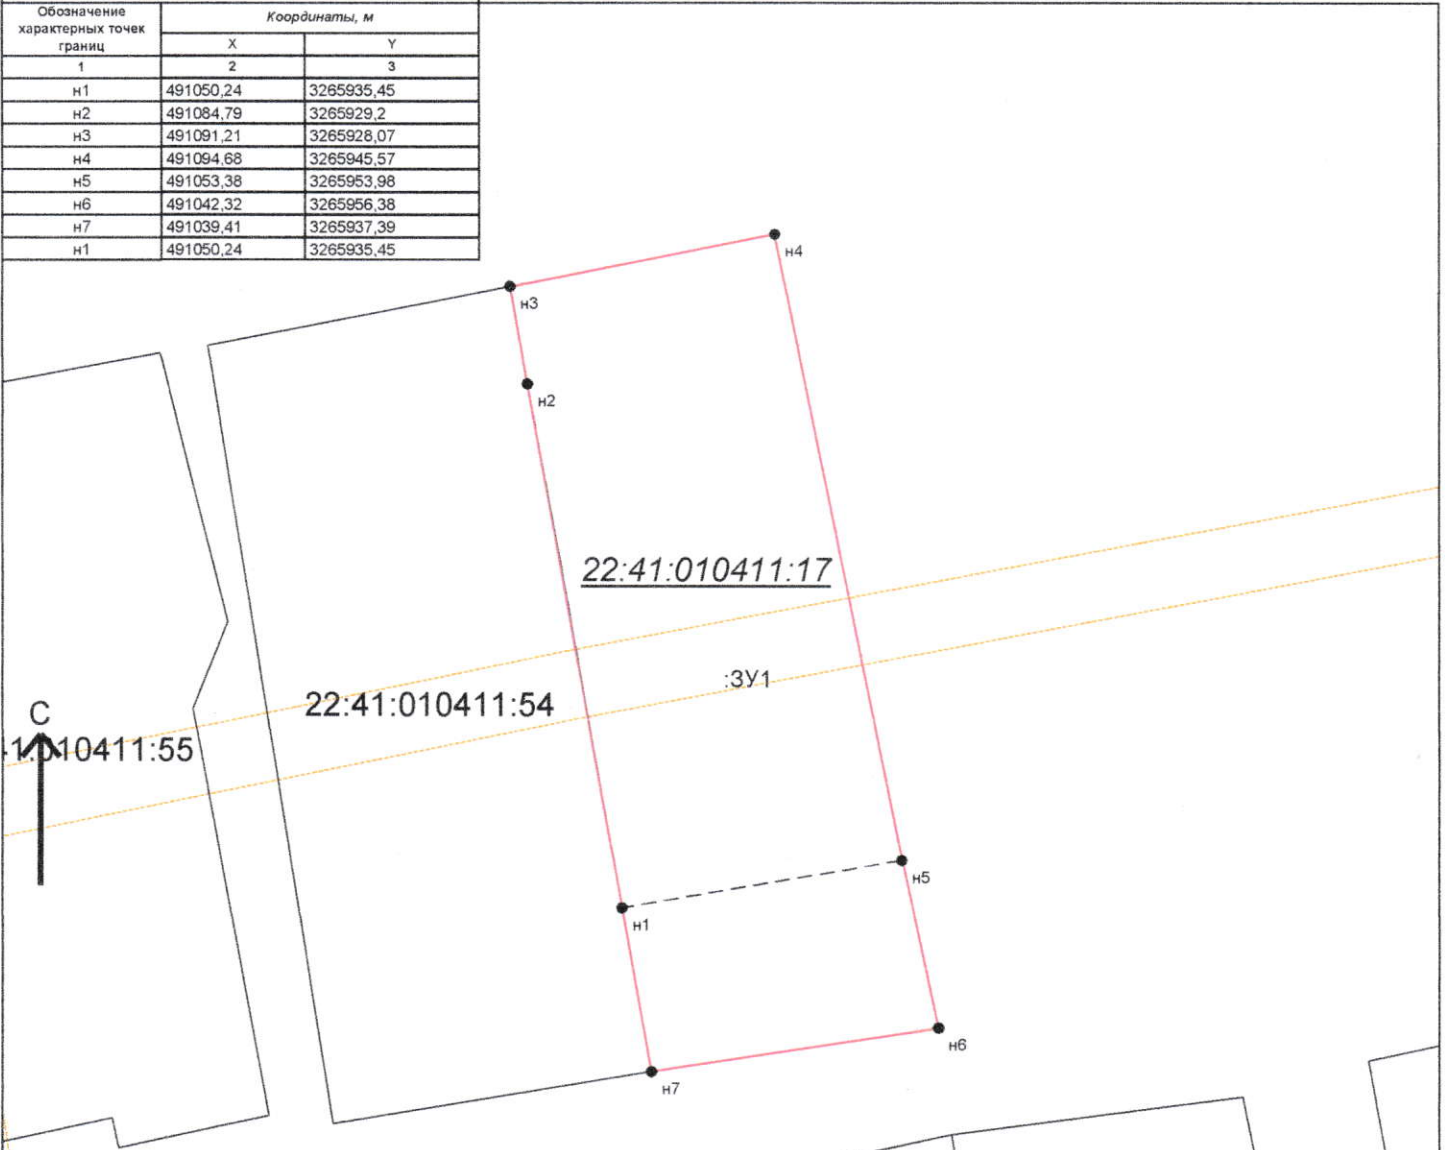 Обозначение
характерных точек
границ
Координаты, м
X Y
1 2 3
н1 491050,24 3265935,45
н2 491084,79 3265929,2
н3 491091,21 3265928,07
н4 491094,68 3265945,57
н5 491053,38 3265953,98
н6 491042,32 3265956,38
н7 491039,41 3265937,39
н1 491050,24 3265935,45
н4
н3
н2
22:41:010411:17
:ЗУ1
22:41:010411:54
С
41:010411:55
н5
н1
н6
н7